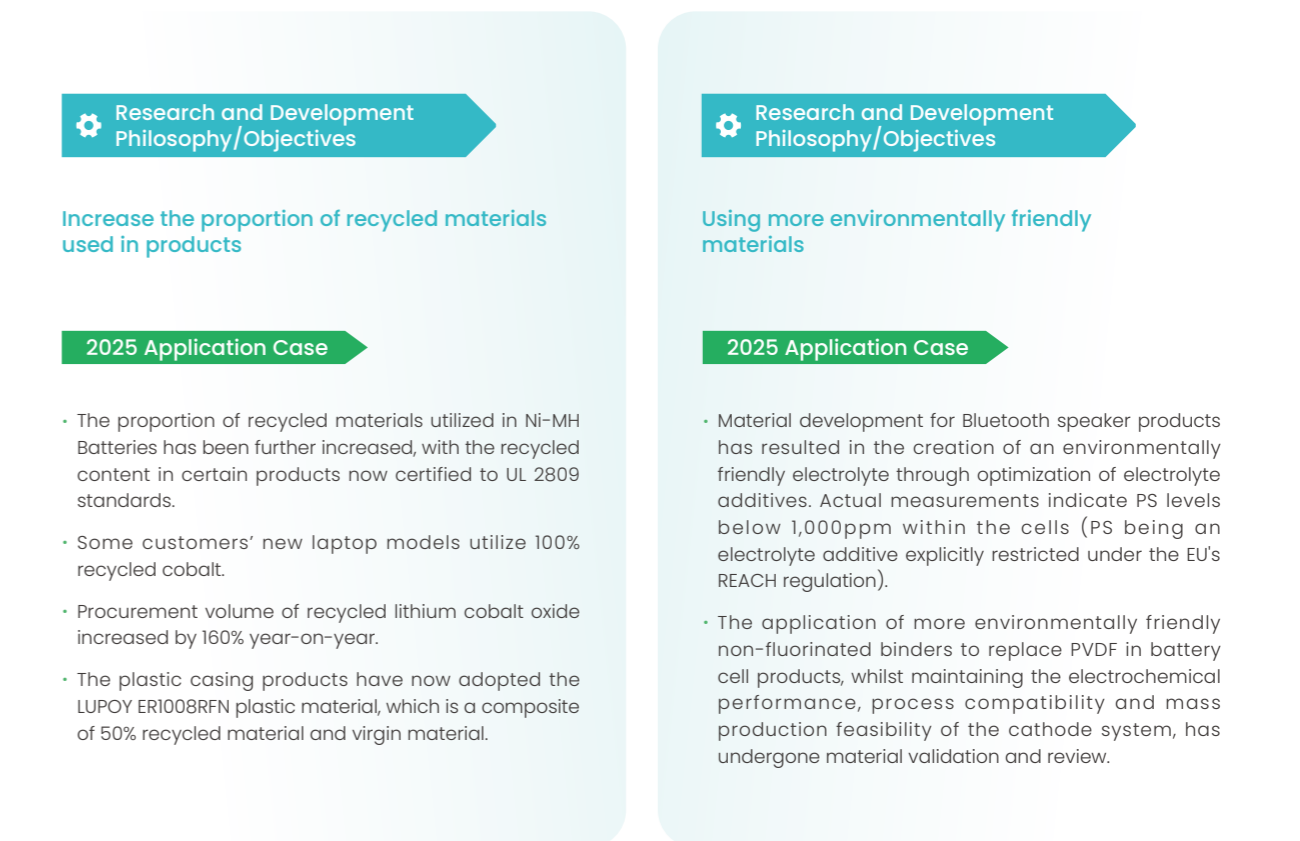 Research and Development
Philosophy/Objectives
Increase the proportion of recycled materials
used in products
2025 Application Case
· The proportion of recycled materials utilized in Ni-MH
Batteries has been further increased, with the recycled
content in certain products now certified to UL 2809
standards.
· Some customers’ new laptop models utilize 100%
recycled cobalt.
· Procurement volume of recycled lithium cobalt oxide
increased by 160% year-on-year.
· The plastic casing products have now adopted the
LUPOY ER1008RFN plastic material, which is a composite
of 50% recycled material and virgin material.
Research and Development
Philosophy/Objectives
Using more environmentally friendly
materials
2025 Application Case
· Material development for Bluetooth speaker products
has resulted in the creation of an environmentally
friendly electrolyte through optimization of electrolyte
additives. Actual measurements indicate PS levels
below 1,000ppm within the cells (PS being an
electrolyte additive explicitly restricted under the EU's
REACH regulation).
· The application of more environmentally friendly
non-fluorinated binders to replace PVDF in battery
cell products, whilst maintaining the electrochemical
performance, process compatibility and mass
production feasibility of the cathode system, has
undergone material validation and review.